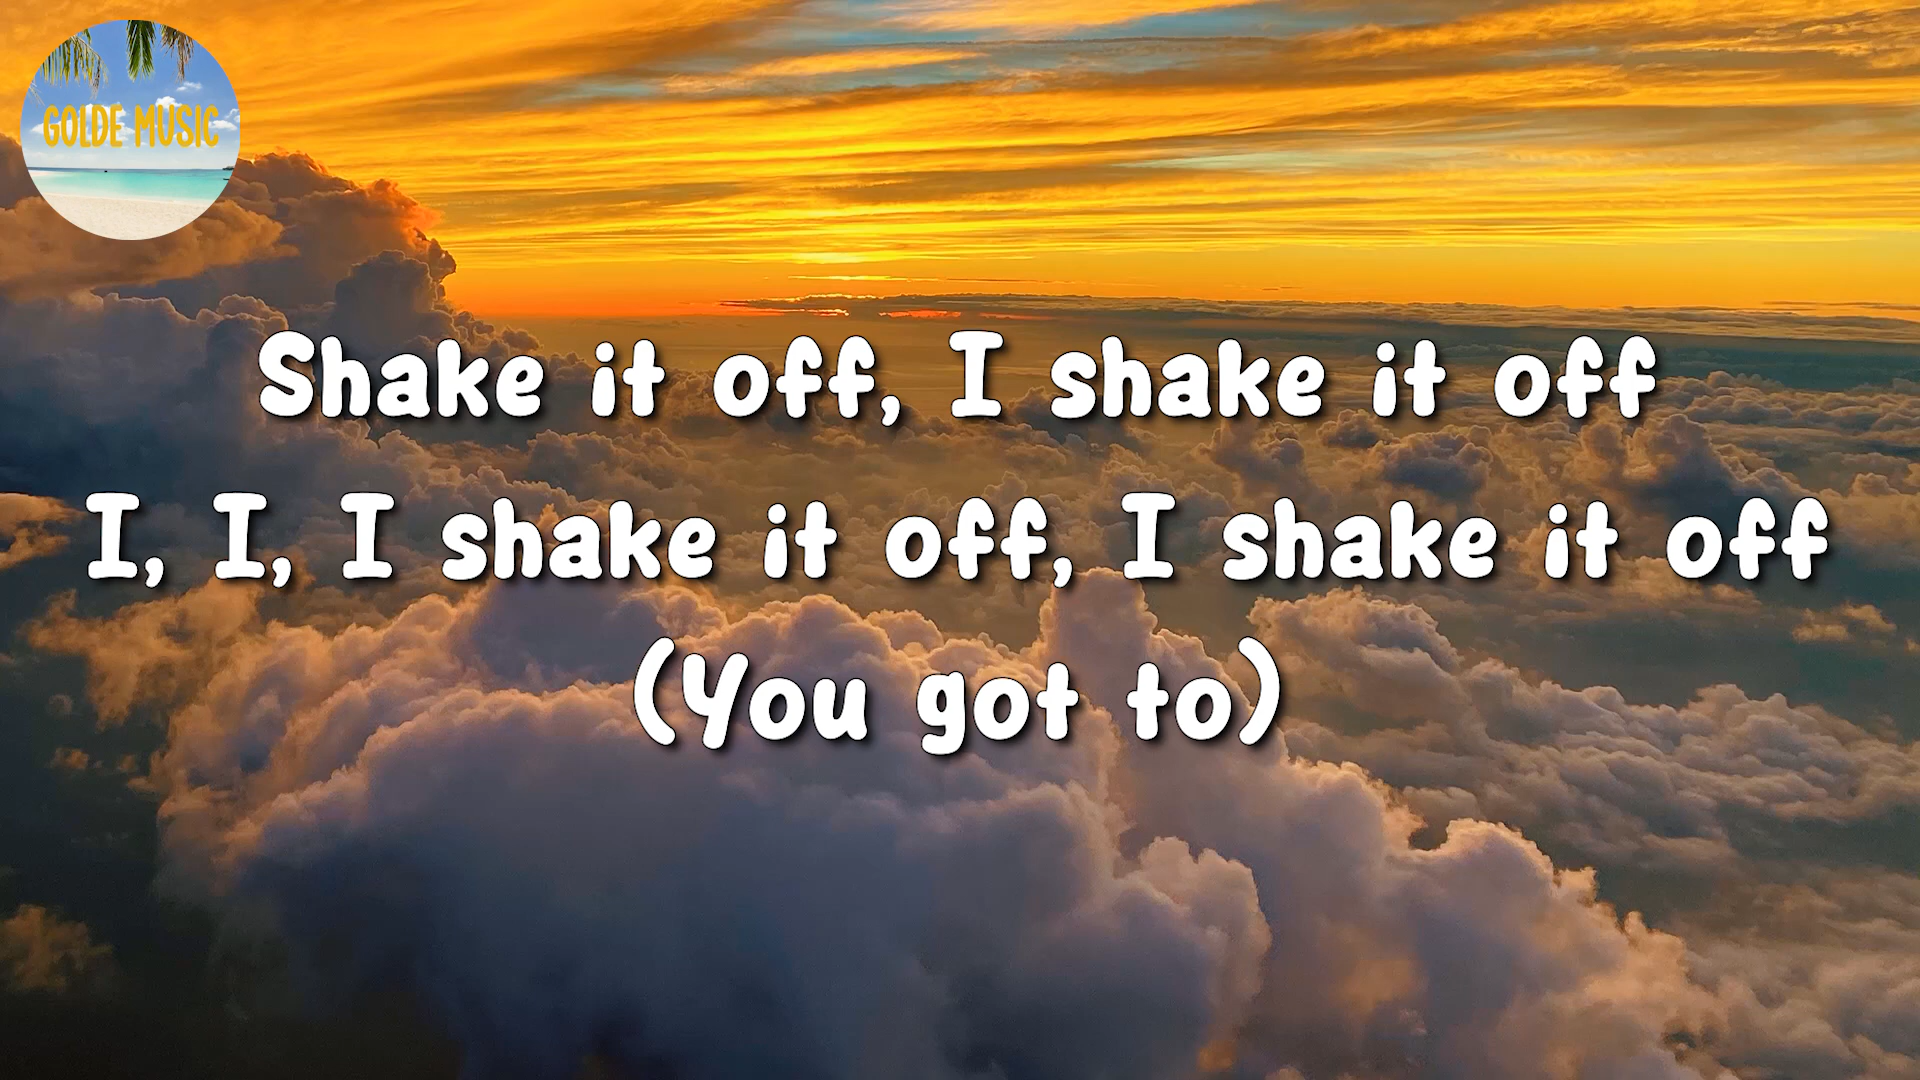 GOLDE MUSIC
Shake it off, I shake it off
I, I, I shake it off, I shake it off
(You got to)